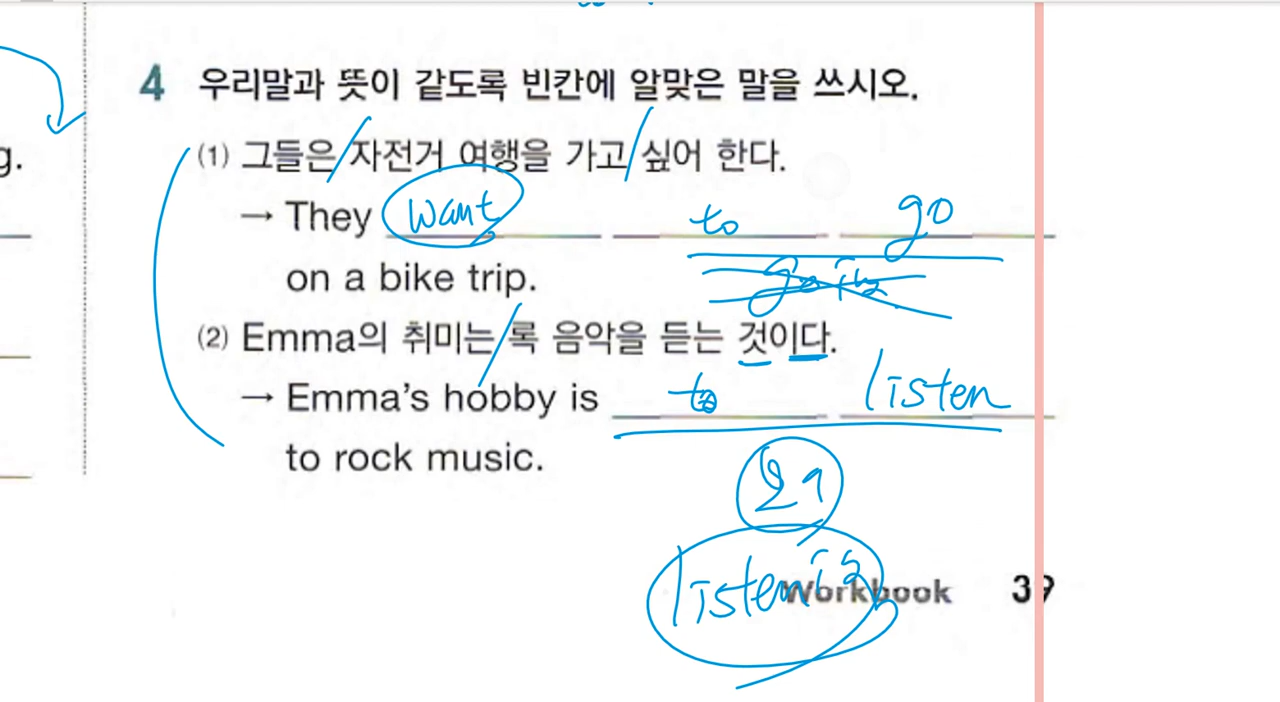 g.
4 우리말과 뜻이 같도록 빈칸에 알맞은 말을 쓰시오.
(1) 그들은/자전거 여행을 가고/싶어 한다.
→ They want to go
going
on a bike trip.
(2) Emma의 취미는/록 음악을 듣는 것이다.
→ Emma's hobby is to listen
to rock music.
listening
Workbook 39